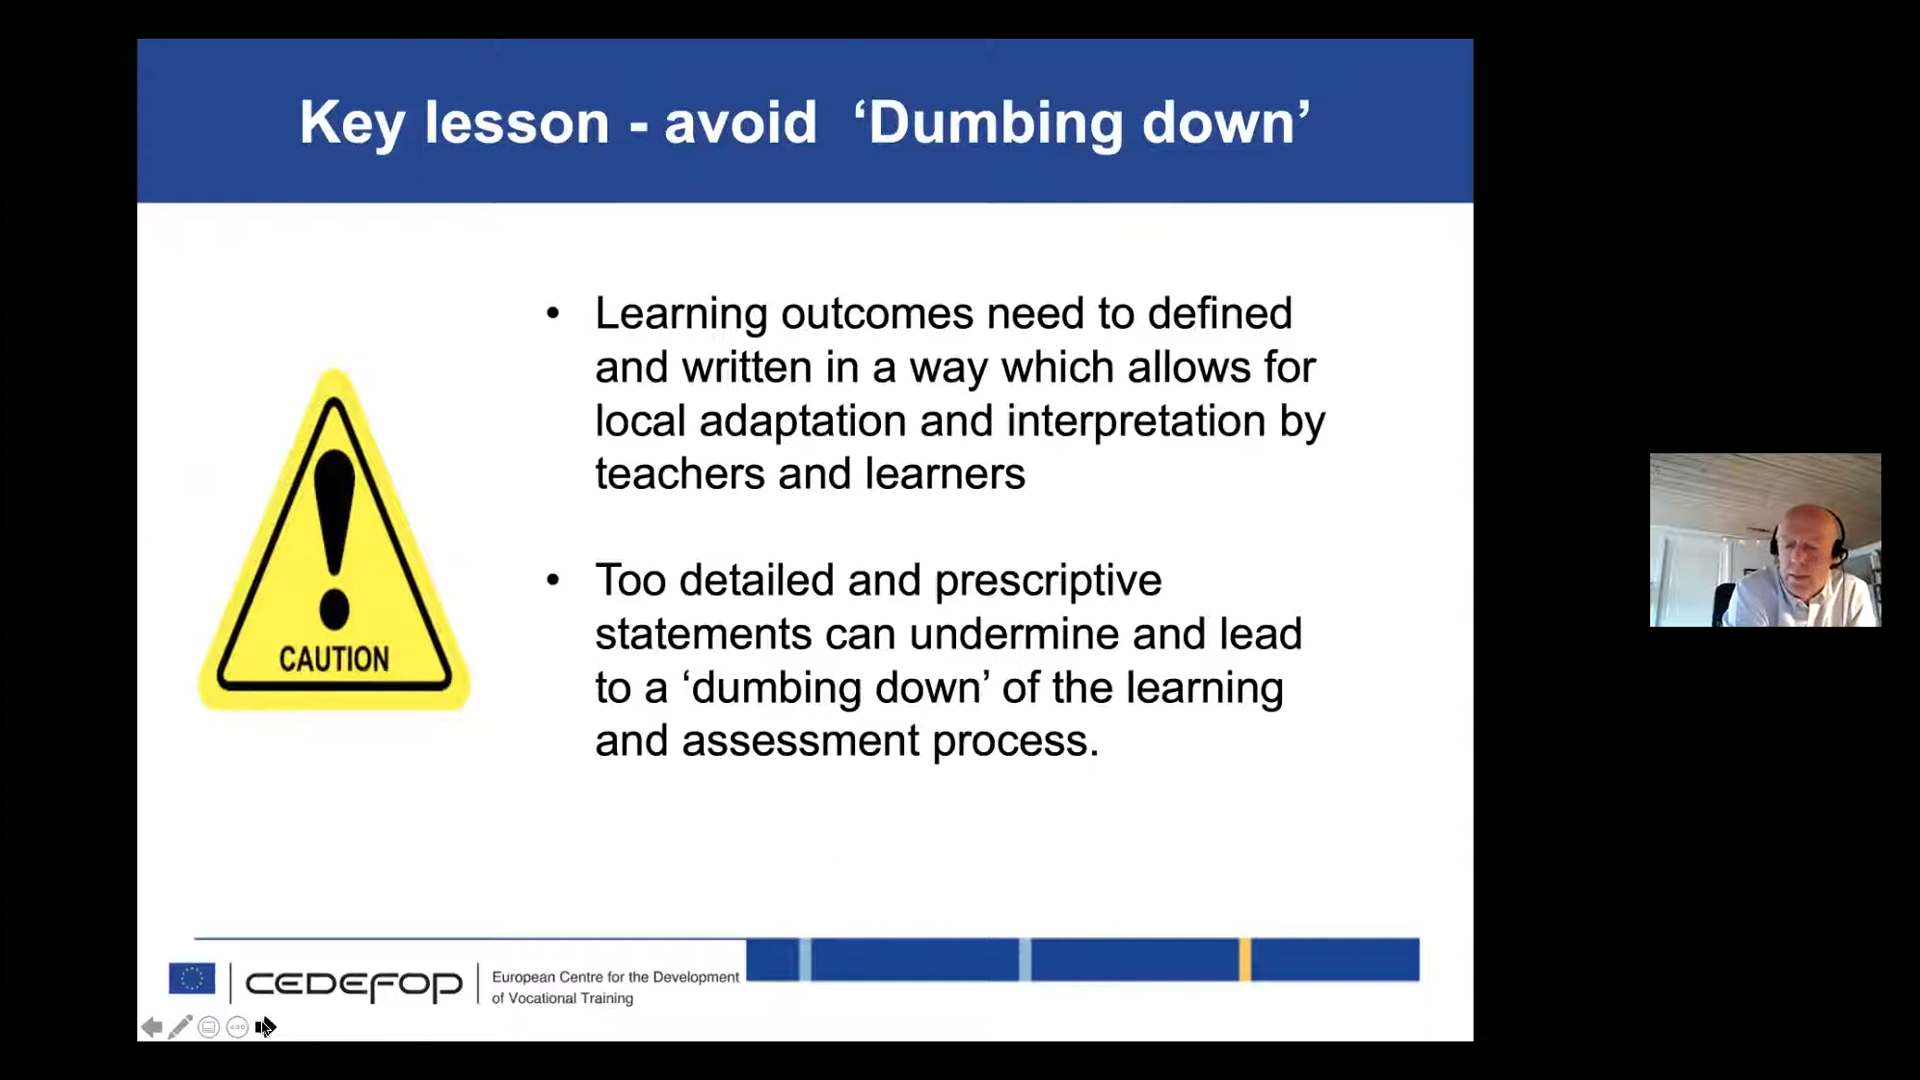 Key lesson - avoid ‘Dumbing down’
• Learning outcomes need to defined
and written in a way which allows for
local adaptation and interpretation by
teachers and learners
• Too detailed and prescriptive
statements can undermine and lead
to a ‘dumbing down’ of the learning
and assessment process.
CAUTION
CEDEFOP
European Centre for the Development
of Vocational Training